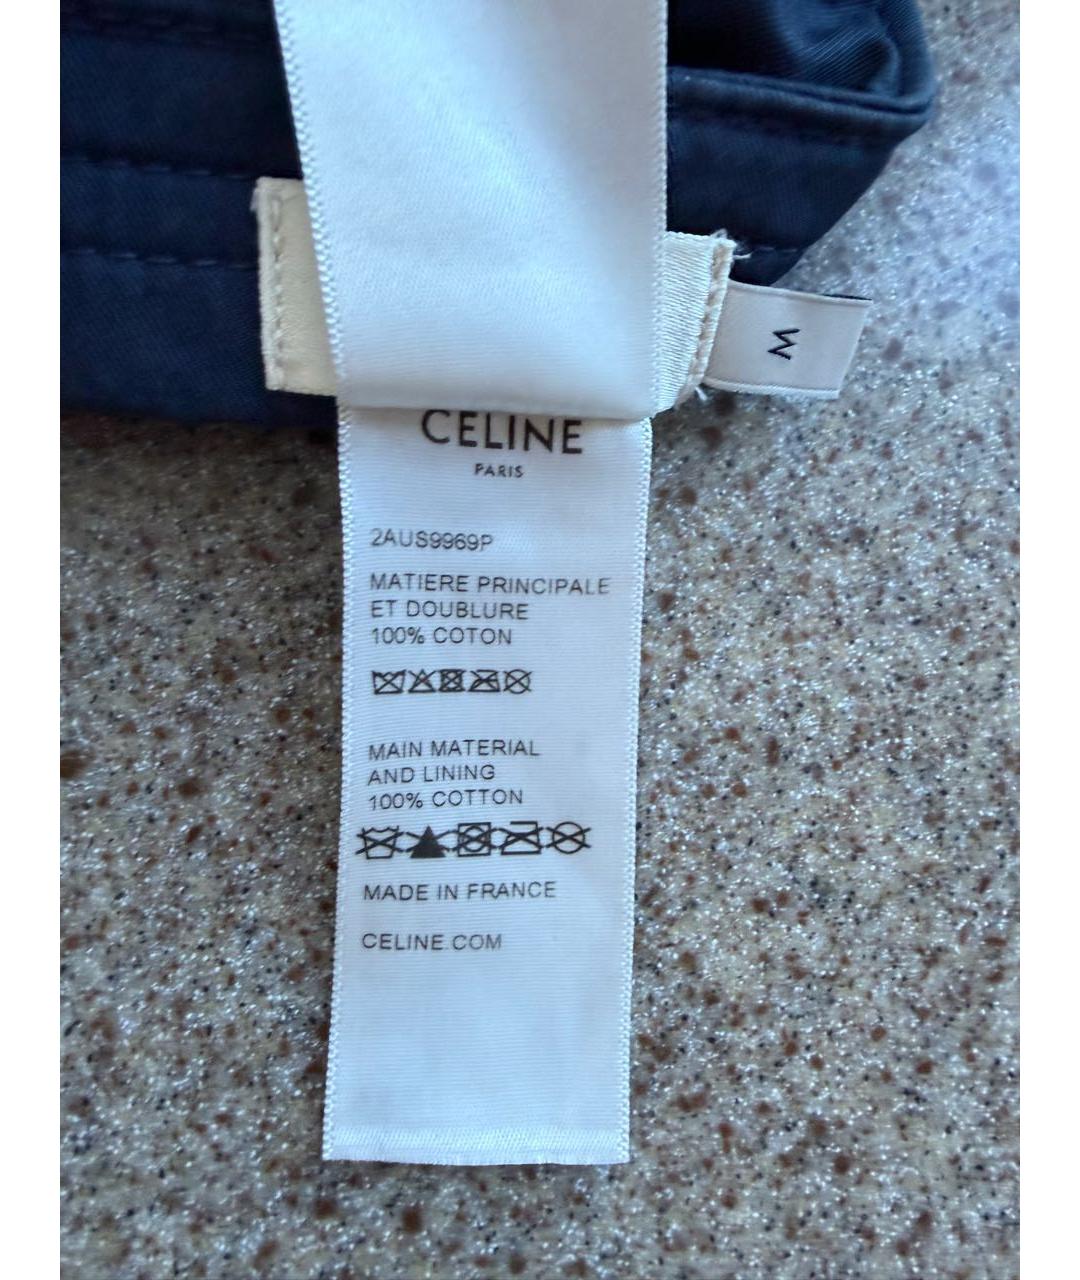 M
CELINE
PARIS
2AUS9969P
MATIERE PRINCIPALE
ET DOUBLURE
100% COTON
MAIN MATERIAL
AND LINING
100% COTTON
MADE IN FRANCE
CELINE.COM